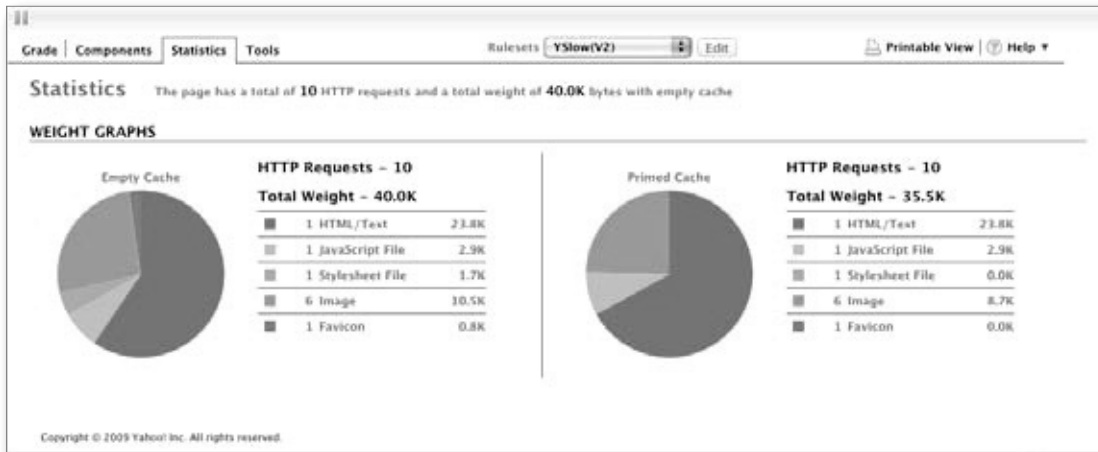 Grade Components Statistics Tools Rulesets YSlow(V2) Edit Printable View Help
Statistics The page has a total of 10 HTTP requests and a total weight of 40.0K bytes with empty cache
WEIGHT GRAPHS
Empty Cache
HTTP Requests – 10
Total Weight – 40.0K
1 HTML/Text 23.8K
1 JavaScript File 2.9K
1 Stylesheet File 1.7K
6 Image 10.5K
1 Favicon 0.8K
Primed Cache
HTTP Requests – 10
Total Weight – 35.5K
1 HTML/Text 23.8K
1 JavaScript File 2.9K
1 Stylesheet File 0.0K
6 Image 8.7K
1 Favicon 0.0K
Copyright © 2009 Yahoo! Inc. All rights reserved.